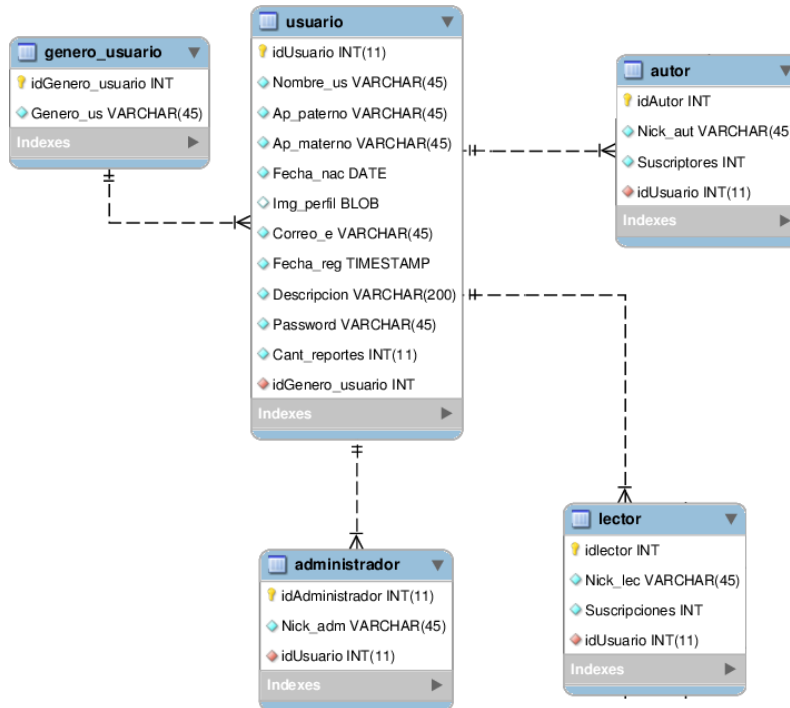 genero_usuario
idGenero_usuario INT
Genero_us VARCHAR(45)
Indexes
usuario
idUsuario INT(11)
Nombre_us VARCHAR(45)
Ap_paterno VARCHAR(45)
Ap_materno VARCHAR(45)
Fecha_nac DATE
Img_perfil BLOB
Correo_e VARCHAR(45)
Fecha_reg TIMESTAMP
Descripcion VARCHAR(200)
Password VARCHAR(45)
Cant_reportes INT(11)
idGenero_usuario INT
Indexes
autor
idAutor INT
Nick_aut VARCHAR(45
Suscriptores INT
idUsuario INT(11)
Indexes
administrador
idAdministrador INT(11)
Nick_adm VARCHAR(45)
idUsuario INT(11)
Indexes
lector
idlector INT
Nick_lec VARCHAR(45)
Suscripciones INT
idUsuario INT(11)
Indexes